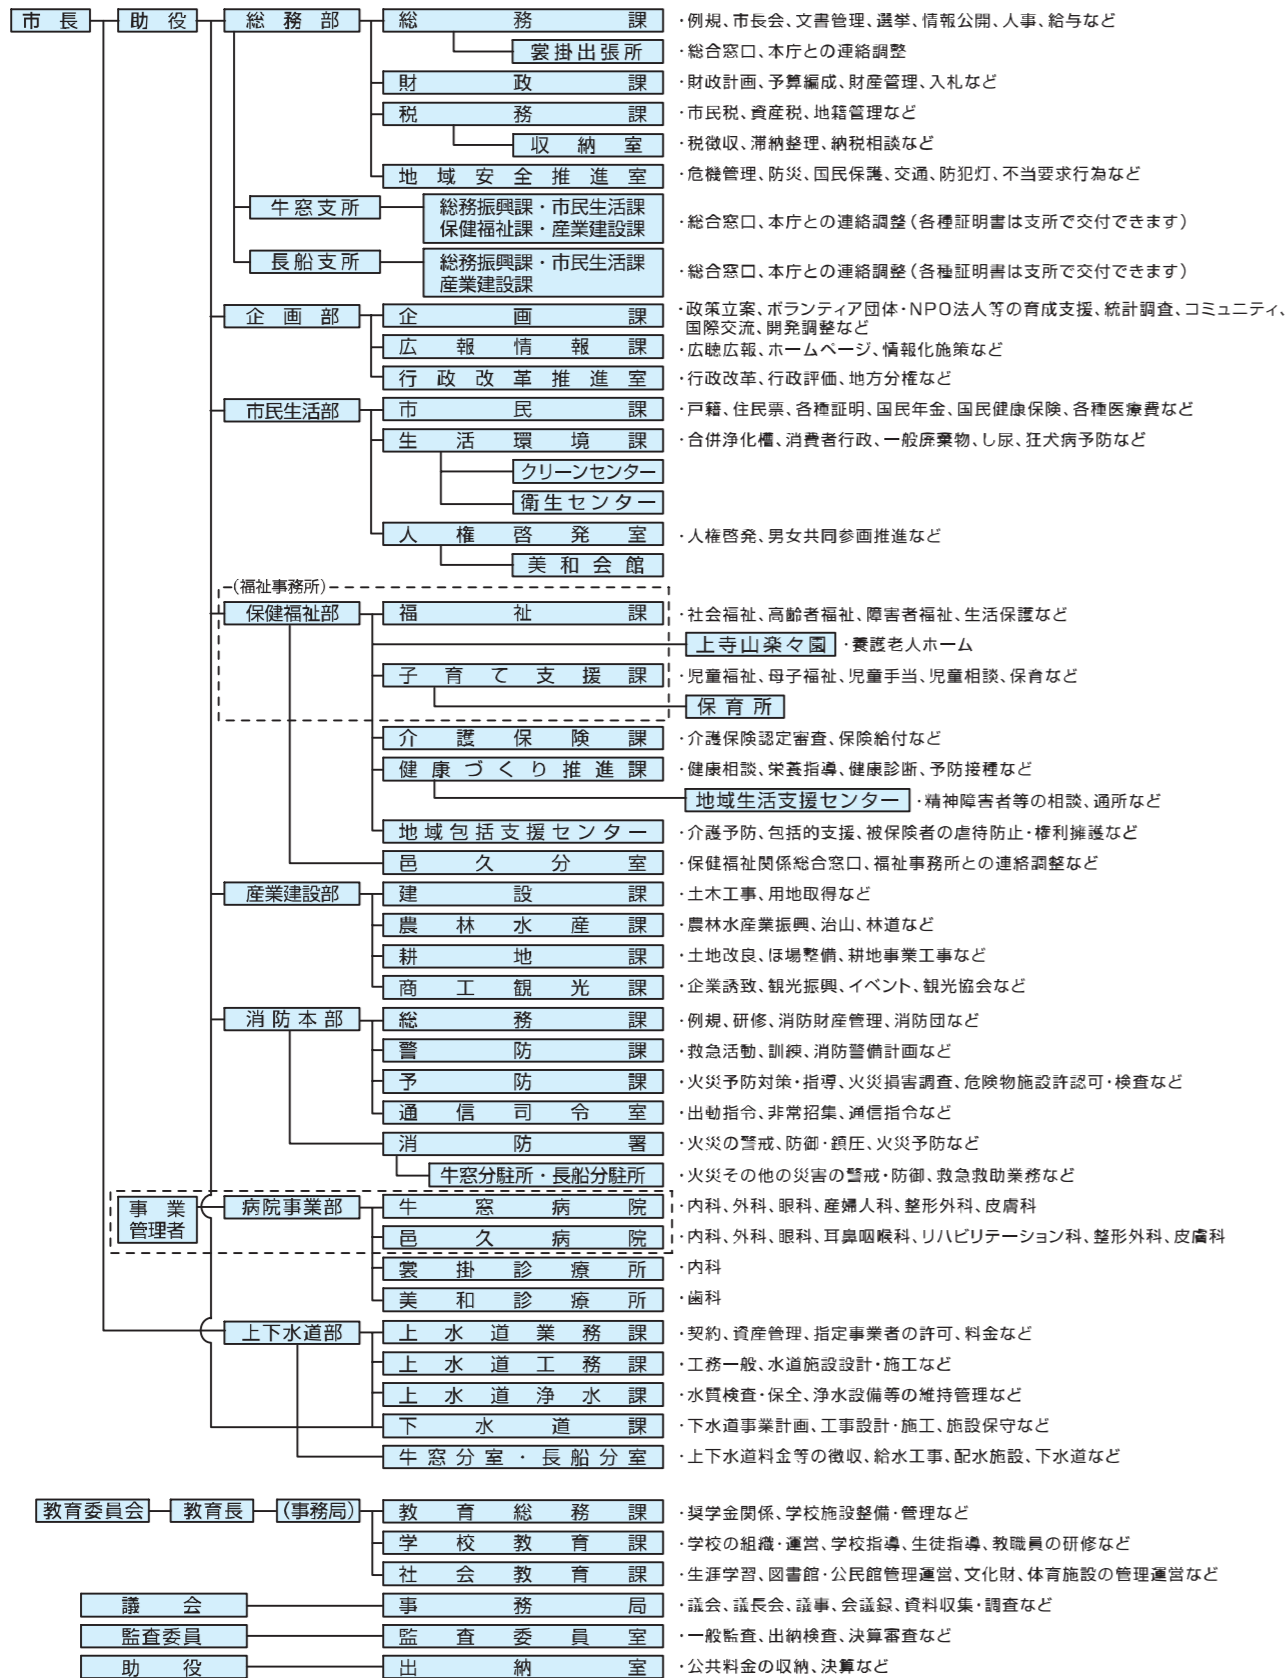 市長 助役 総務部 総務課 ・例規、市長会、文書管理、選挙、情報公開、人事、給与など
裳掛出張所 ・総合窓口、本庁との連絡調整
財政課 ・財政計画、予算編成、財産管理、入札など
税務課 ・市民税、資産税、地籍管理など
収納室 ・税徴収、滞納整理、納税相談など
地域安全推進室 ・危機管理、防災、国民保護、交通、防犯灯、不当要求行為など
牛窓支所 総務振興課・市民生活課
保健福祉課・産業建設課 ・総合窓口、本庁との連絡調整(各種証明書は支所で交付できます)
長船支所 総務振興課・市民生活課
産業建設課 ・総合窓口、本庁との連絡調整(各種証明書は支所で交付できます)
企画部 企画課 ・政策立案、ボランティア団体・NPO法人等の育成支援、統計調査、コミュニティ、
国際交流、開発調整など
広報情報課 ・広聴広報、ホームページ、情報化施策など
行政改革推進室 ・行政改革、行政評価、地方分権など
市民生活部 市民課 ・戸籍、住民票、各種証明、国民年金、国民健康保険、各種医療費など
生活環境課 ・合併浄化槽、消費者行政、一般廃棄物、し尿、狂犬病予防など
クリーンセンター
衛生センター
人権啓発室 ・人権啓発、男女共同参画推進など
美和会館
(福祉事務所)
保健福祉部 福祉課 ・社会福祉、高齢者福祉、障害者福祉、生活保護など
上寺山楽々園 ・養護老人ホーム
子育て支援課 ・児童福祉、母子福祉、児童手当、児童相談、保育など
保育所
介護保険課 ・介護保険認定審査、保険給付など
健康づくり推進課 ・健康相談、栄養指導、健康診断、予防接種など
地域生活支援センター ・精神障害者等の相談、通所など
地域包括支援センター ・介護予防、包括的支援、被保険者の虐待防止・権利擁護など
邑久分室 ・保健福祉関係総合窓口、福祉事務所との連絡調整など
産業建設部 建設課 ・土木工事、用地取得など
農林水産課 ・農林水産業振興、治山、林道など
耕地課 ・土地改良、ほ場整備、耕地事業工事など
商工観光課 ・企業誘致、観光振興、イベント、観光協会など
消防本部 総務課 ・例規、研修、消防財産管理、消防団など
警防課 ・救急活動、訓練、消防警備計画など
予防課 ・火災予防対策・指導、火災損害調査、危険物施設許認可・検査など
通信司令室 ・出動指令、非常招集、通信指令など
消防署 ・火災の警戒、防御・鎮圧、火災予防など
牛窓分駐所・長船分駐所 ・火災その他の災害の警戒・防御、救急救助業務など
事業
管理者 病院事業部 牛窓病院 ・内科、外科、眼科、産婦人科、整形外科、皮膚科
邑久病院 ・内科、外科、眼科、耳鼻咽喉科、リハビリテーション科、整形外科、皮膚科
裳掛診療所 ・内科
美和診療所 ・歯科
上下水道部 上水道業務課 ・契約、資産管理、指定事業者の許可、料金など
上水道工務課 ・工務一般、水道施設設計・施工など
上水道浄水課 ・水質検査・保全、浄水設備等の維持管理など
下水道課 ・下水道事業計画、工事設計・施工、施設保守など
牛窓分室・長船分室 ・上下水道料金等の徴収、給水工事、配水施設、下水道など
教育委員会 教育長 (事務局) 教育総務課 ・奨学金関係、学校施設整備・管理など
学校教育課 ・学校の組織・運営、学校指導、生徒指導、教職員の研修など
社会教育課 ・生涯学習、図書館・公民館管理運営、文化財、体育施設の管理運営など
議会 事務局 ・議会、議長会、議事、会議録、資料収集・調査など
監査委員 監査委員室 ・一般監査、出納検査、決算審査など
助役 出納室 ・公共料金の収納、決算など